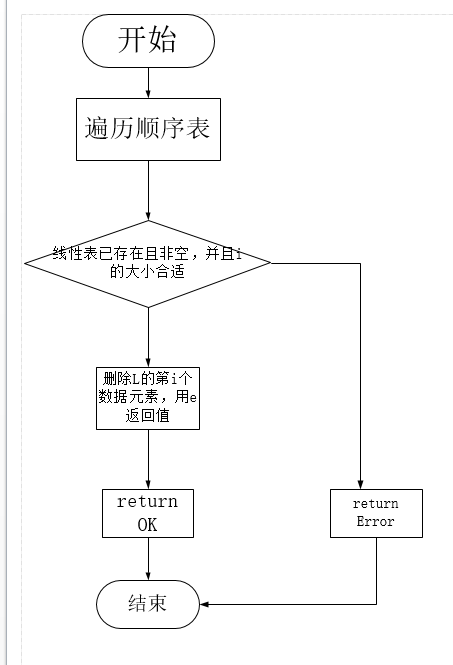 开始
遍历顺序表
线性表已存在且非空，并且i
的大小合适
删除L的第i个
数据元素，用e
返回值
return
OK
return
Error
结束